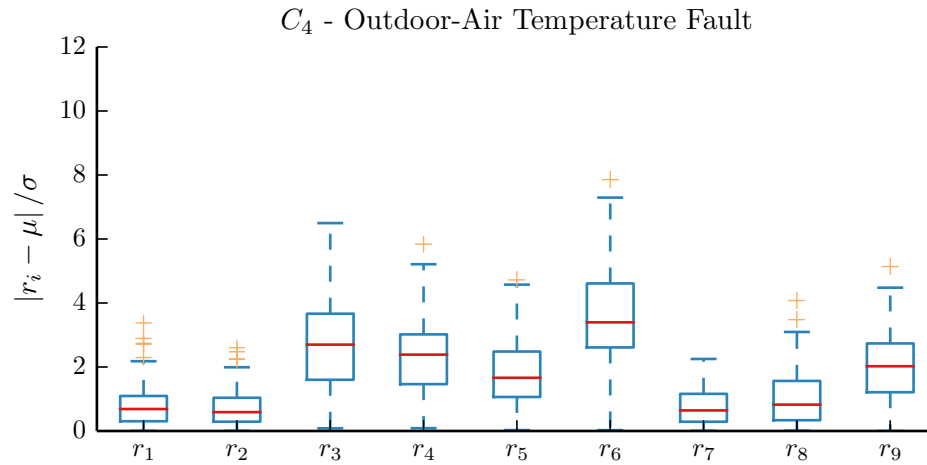 C₄ - Outdoor-Air Temperature Fault
12
10
8
6
4
2
0
|rᵢ − μ| /σ
r₁ r₂ r₃ r₄ r₅ r₆ r₇ r₈ r₉